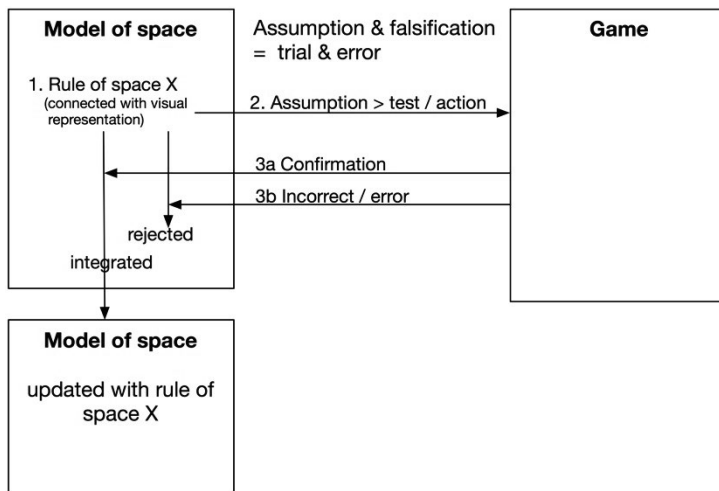 Model of space
Assumption & falsification
= trial & error
Game
1. Rule of space X
(connected with visual
representation)
2. Assumption > test / action
3a Confirmation
3b Incorrect / error
rejected
integrated
Model of space
updated with rule of
space X